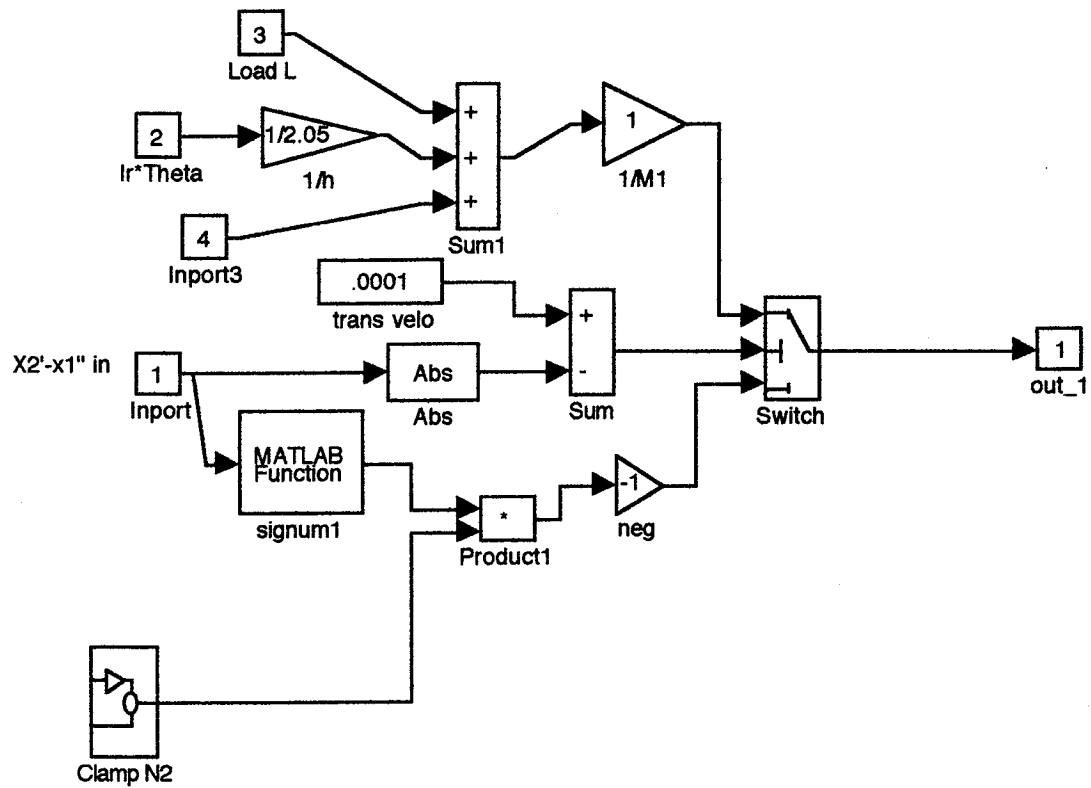 3
Load L
2
Ir*Theta
1/2.05
1/h
4
Inport3
+
+
+
Sum1
1
1/M1
.0001
trans velo
+
-
Sum
X2'-x1" in
1
Inport
Abs
Abs
MATLAB
Function
signum1
*
Product1
-1
neg
Switch
1
out_1
Clamp N2